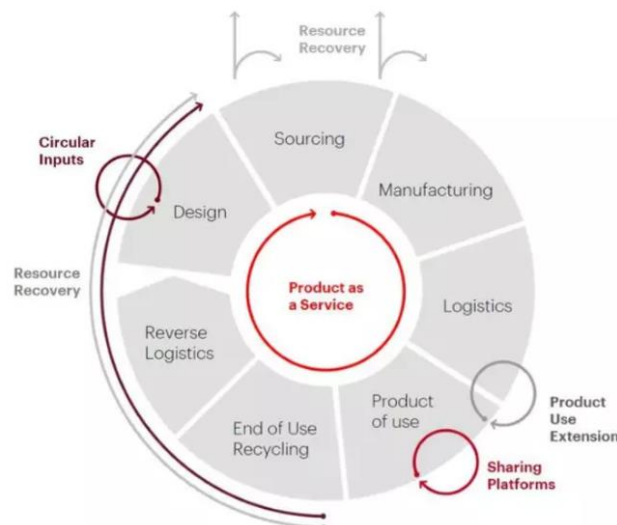 Resource
Recovery
Sourcing
Circular
Inputs
Manufacturing
Design
Resource
Recovery
Product as
a Service
Logistics
Reverse
Logistics
Product
of use
Product
Use
Extension
End of Use
Recycling
Sharing
Platforms